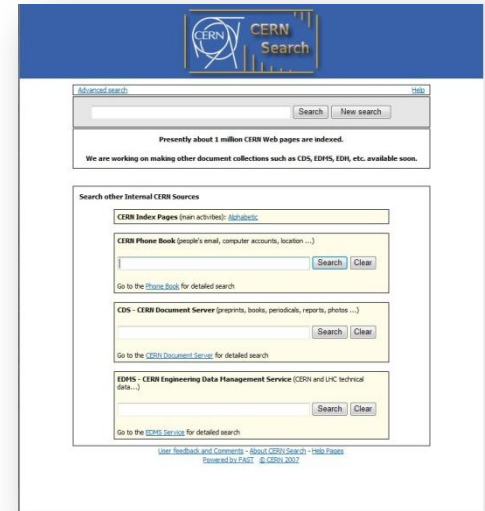 CERN
CERN
Search
Advanced search Help
Search New search
Presently about 1 million CERN Web pages are indexed.
We are working on making other document collections such as CDS, EDMS, EDH, etc. available soon.
Search other Internal CERN Sources
CERN Index Pages (main activities): Alphabetic
CERN Phone Book (people's email, computer accounts, location ...)
Search Clear
Go to the Phone Book for detailed search
CDS - CERN Document Server (preprints, books, periodicals, reports, photos ...)
Search Clear
Go to the CERN Document Server for detailed search
EDMS - CERN Engineering Data Management Service (CERN and LHC technical
data...)
Search Clear
Go to the EDMS Service for detailed search
User feedback and Comments - About CERN Search - Help Pages
Powered by FAST © CERN 2007